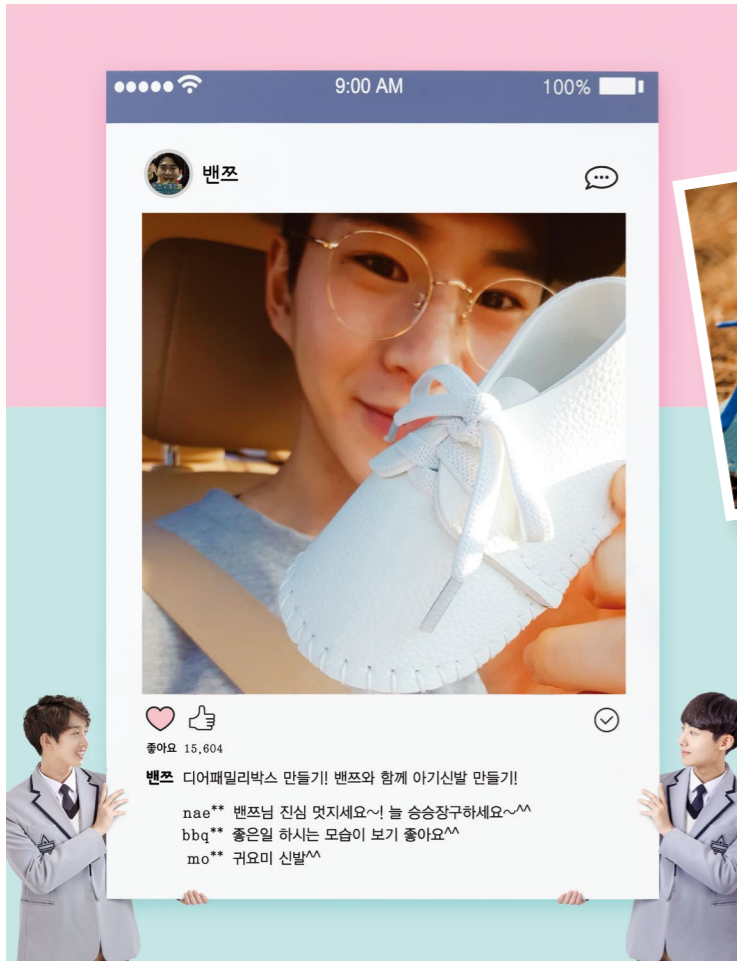 9:00 AM
100%
밴쯔
좋아요 15,604
밴쯔 디어패밀리박스 만들기! 밴쯔와 함께 아기신발 만들기!
nae** 밴쯔님 진심 멋지세요~! 늘 승승장구하세요~^^
bbq** 좋은일 하시는 모습이 보기 좋아요^^
mo** 귀요미 신발^^